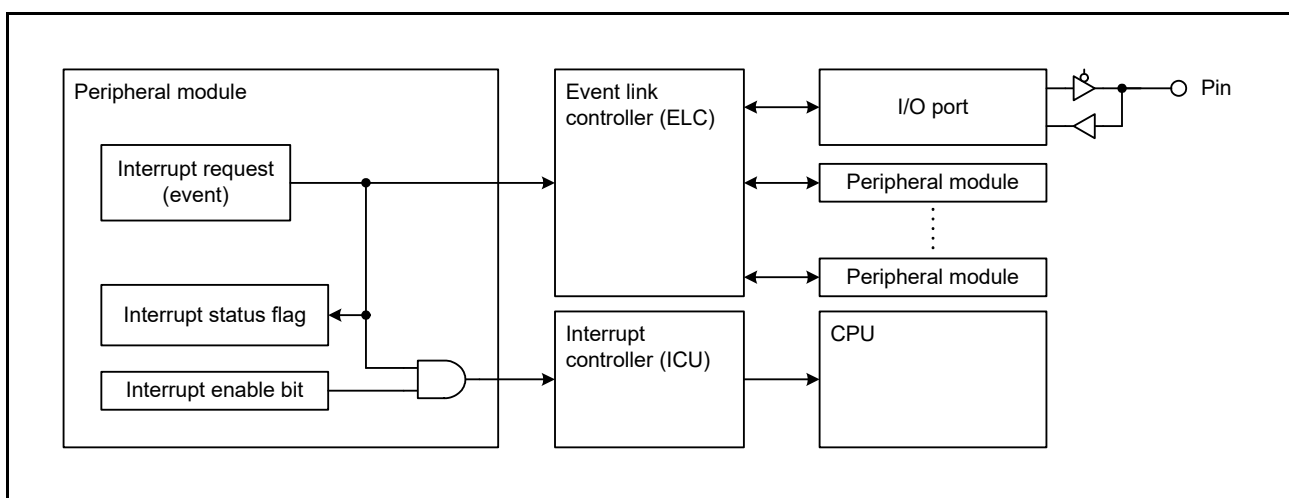 Peripheral module
Interrupt request
(event)
Interrupt status flag
Interrupt enable bit
Event link
controller (ELC)
Interrupt
controller (ICU)
I/O port
Pin
Peripheral module
Peripheral module
CPU